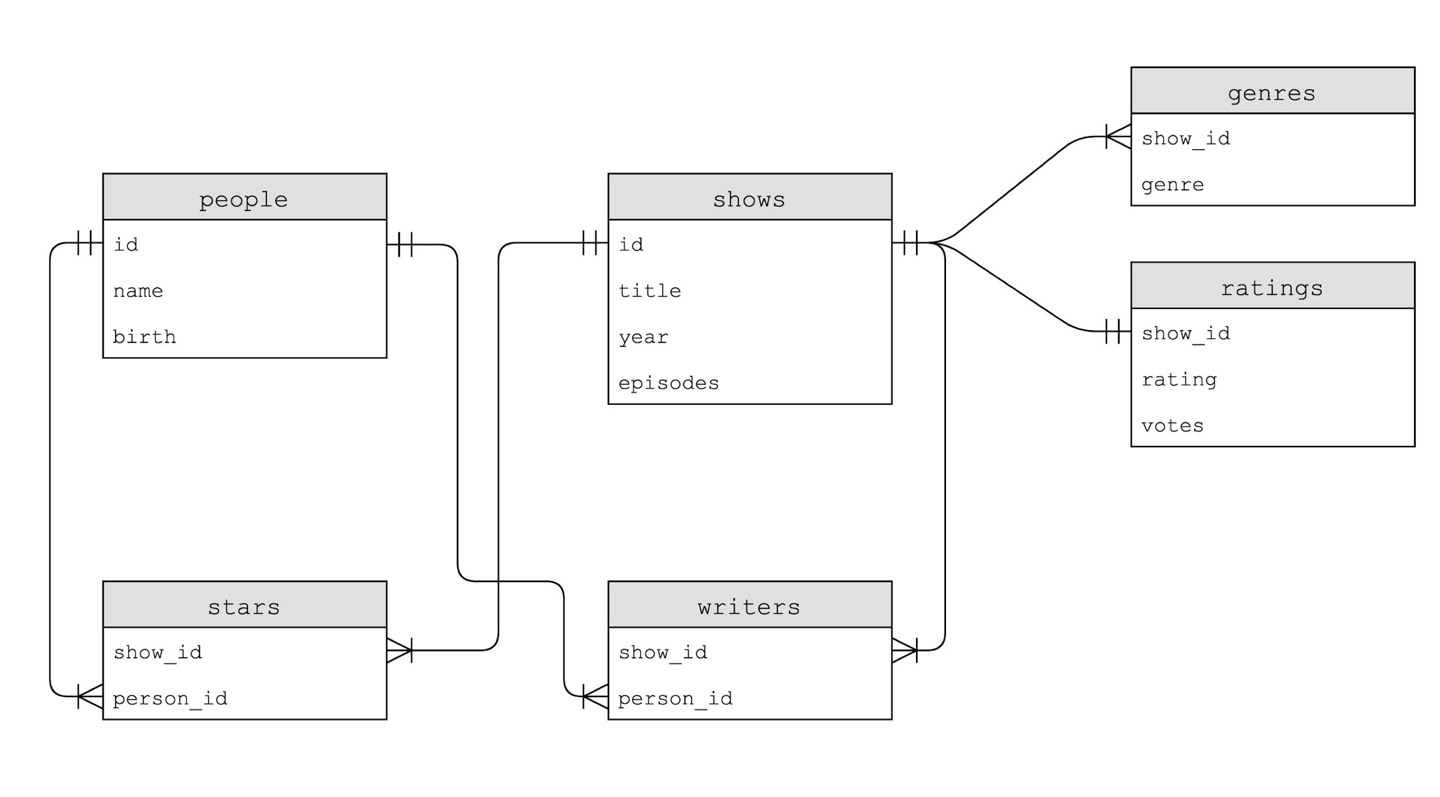 people
id
name
birth
shows
id
title
year
episodes
genres
show_id
genre
ratings
show_id
rating
votes
stars
show_id
person_id
writers
show_id
person_id